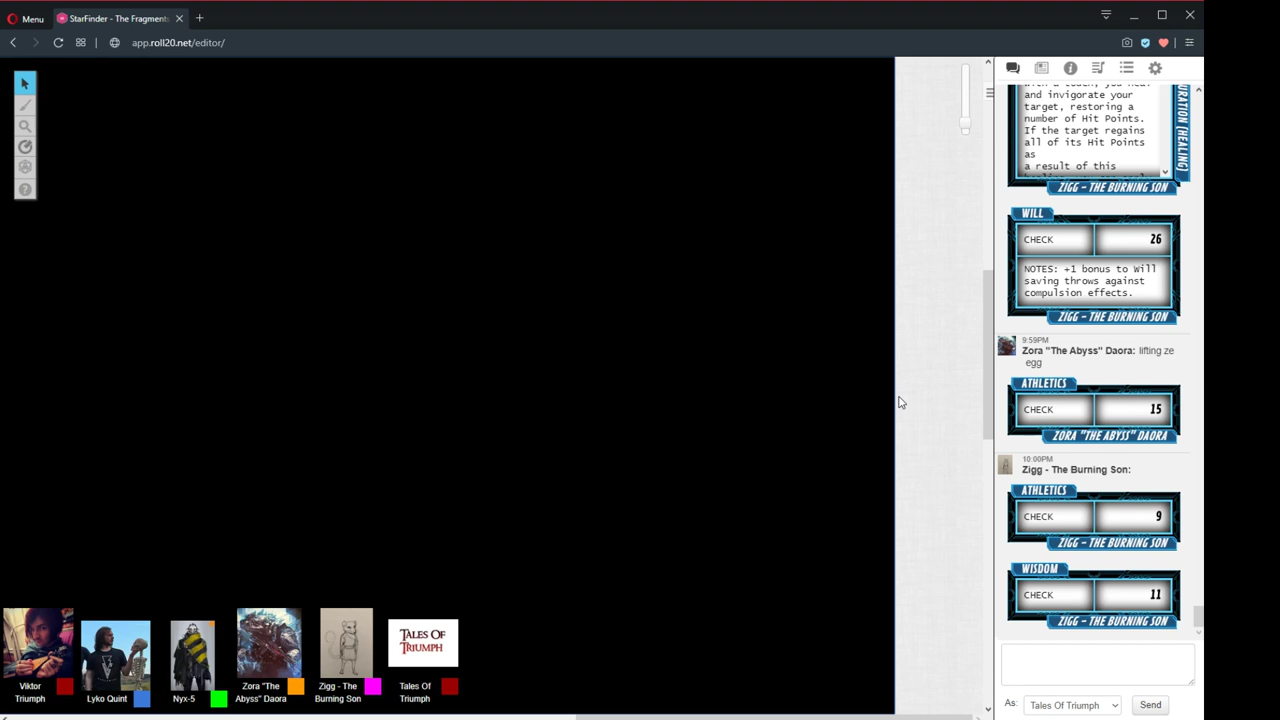 Menu
StarFinder - The Fragment
app.roll20.net/editor/
and invigorate your
target, restoring a
number of Hit Points.
If the target regains
all of its Hit Points
as
a result of this
URATION (HEALING)
ZIGG - THE BURNING SON
WILL
CHECK
26
NOTES: +1 bonus to Will
saving throws against
compulsion effects.
ZIGG - THE BURNING SON
9:59PM
Zora "The Abyss" Daora: lifting ze
egg
ATHLETICS
CHECK
15
ZORA "THE ABYSS" DAORA
10:00PM
Zigg - The Burning Son:
ATHLETICS
CHECK
9
ZIGG - THE BURNING SON
WISDOM
CHECK
11
ZIGG - THE BURNING SON
TALES OF
TRIUMPH
Viktor
Triumph
Lyko Quint
Nyx-5
Zora "The
Abyss" Daora
Zigg - The
Burning Son
Tales Of
Triumph
As:
Tales Of Triumph
Send